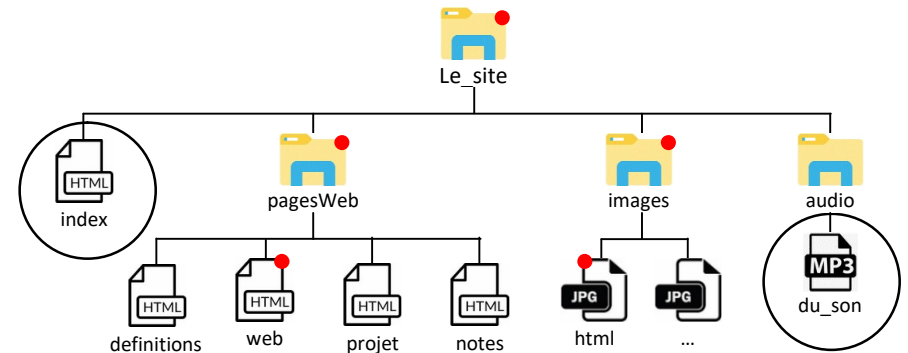 Le_site
HTML
index
pagesWeb
images
audio
HTML
definitions
HTML
web
HTML
projet
HTML
notes
JPG
html
JPG
...
MP3
du_son